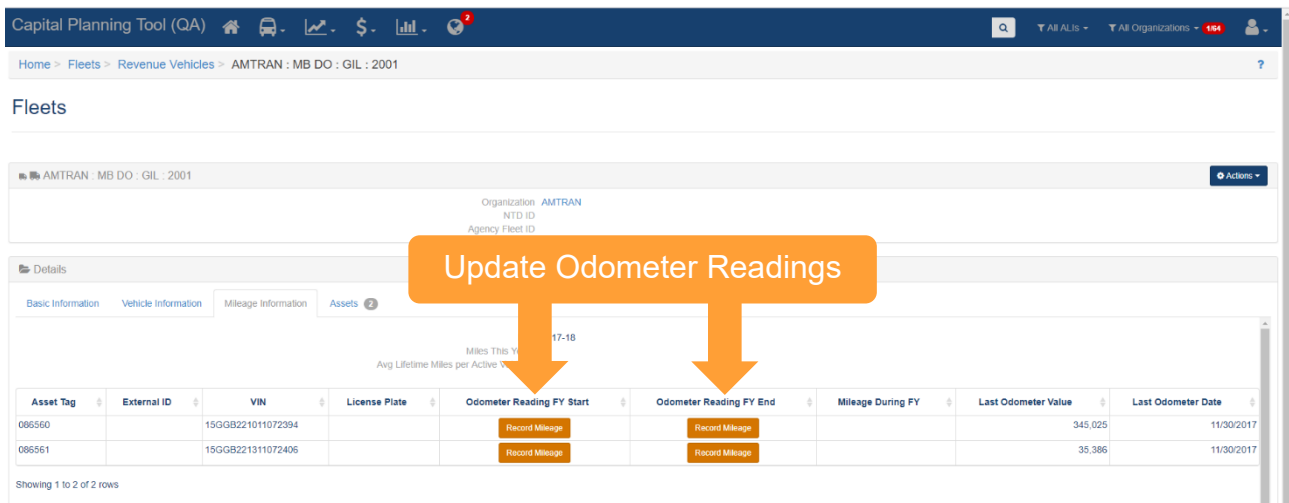 Capital Planning Tool (QA) $ 2 All ALIs All Organizations 1/64
Home > Fleets > Revenue Vehicles > AMTRAN : MB DO : GIL : 2001 ?
Fleets
AMTRAN : MB DO : GIL : 2001 Actions
Organization AMTRAN
NTD ID
Agency Fleet ID
Update Odometer Readings
Details
Basic Information Vehicle Information Mileage Information Assets 2
17-18
Miles This
Avg Lifetime Miles per Active
Asset Tag External ID VIN License Plate Odometer Reading FY Start Odometer Reading FY End Mileage During FY Last Odometer Value Last Odometer Date
086560 15GGB221011072394 Record Mileage Record Mileage 345,025 11/30/2017
086561 15GGB221311072406 Record Mileage Record Mileage 35,386 11/30/2017
Showing 1 to 2 of 2 rows